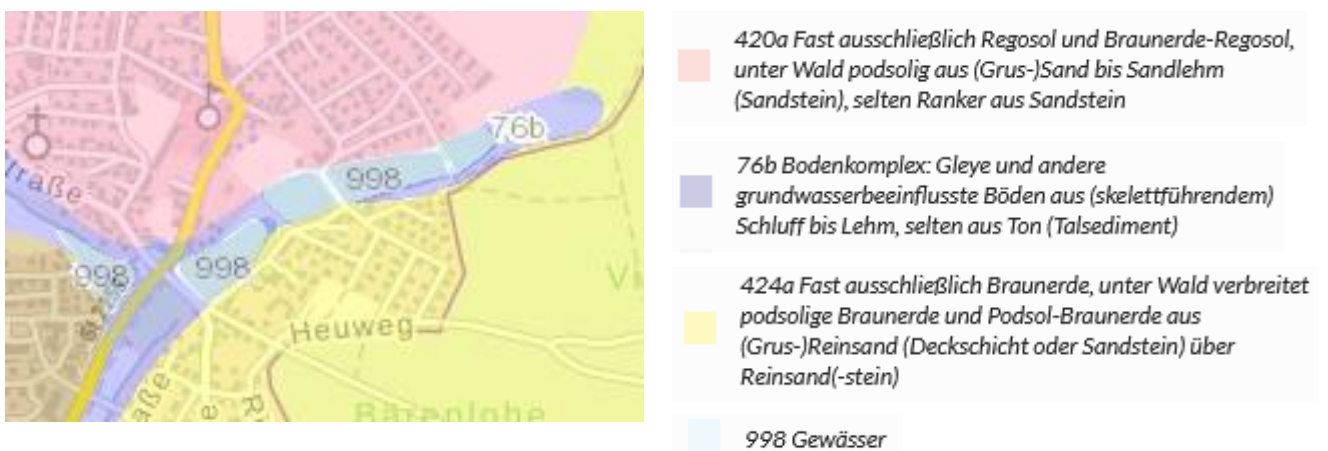 76b
998
raße
998
998
Heuweg
Bärenlohe
raße
420a Fast ausschließlich Regosol und Braunerde-Regosol,
unter Wald podsolig aus (Grus-)Sand bis Sandlehm
(Sandstein), selten Ranker aus Sandstein
76b Bodenkomplex: Gleye und andere
grundwasserbeeinflusste Böden aus (skelettführendem)
Schluff bis Lehm, selten aus Ton (Talsediment)
424a Fast ausschließlich Braunerde, unter Wald verbreitet
podsolige Braunerde und Podsol-Braunerde aus
(Grus-)Reinsand (Deckschicht oder Sandstein) über
Reinsand(-stein)
998 Gewässer